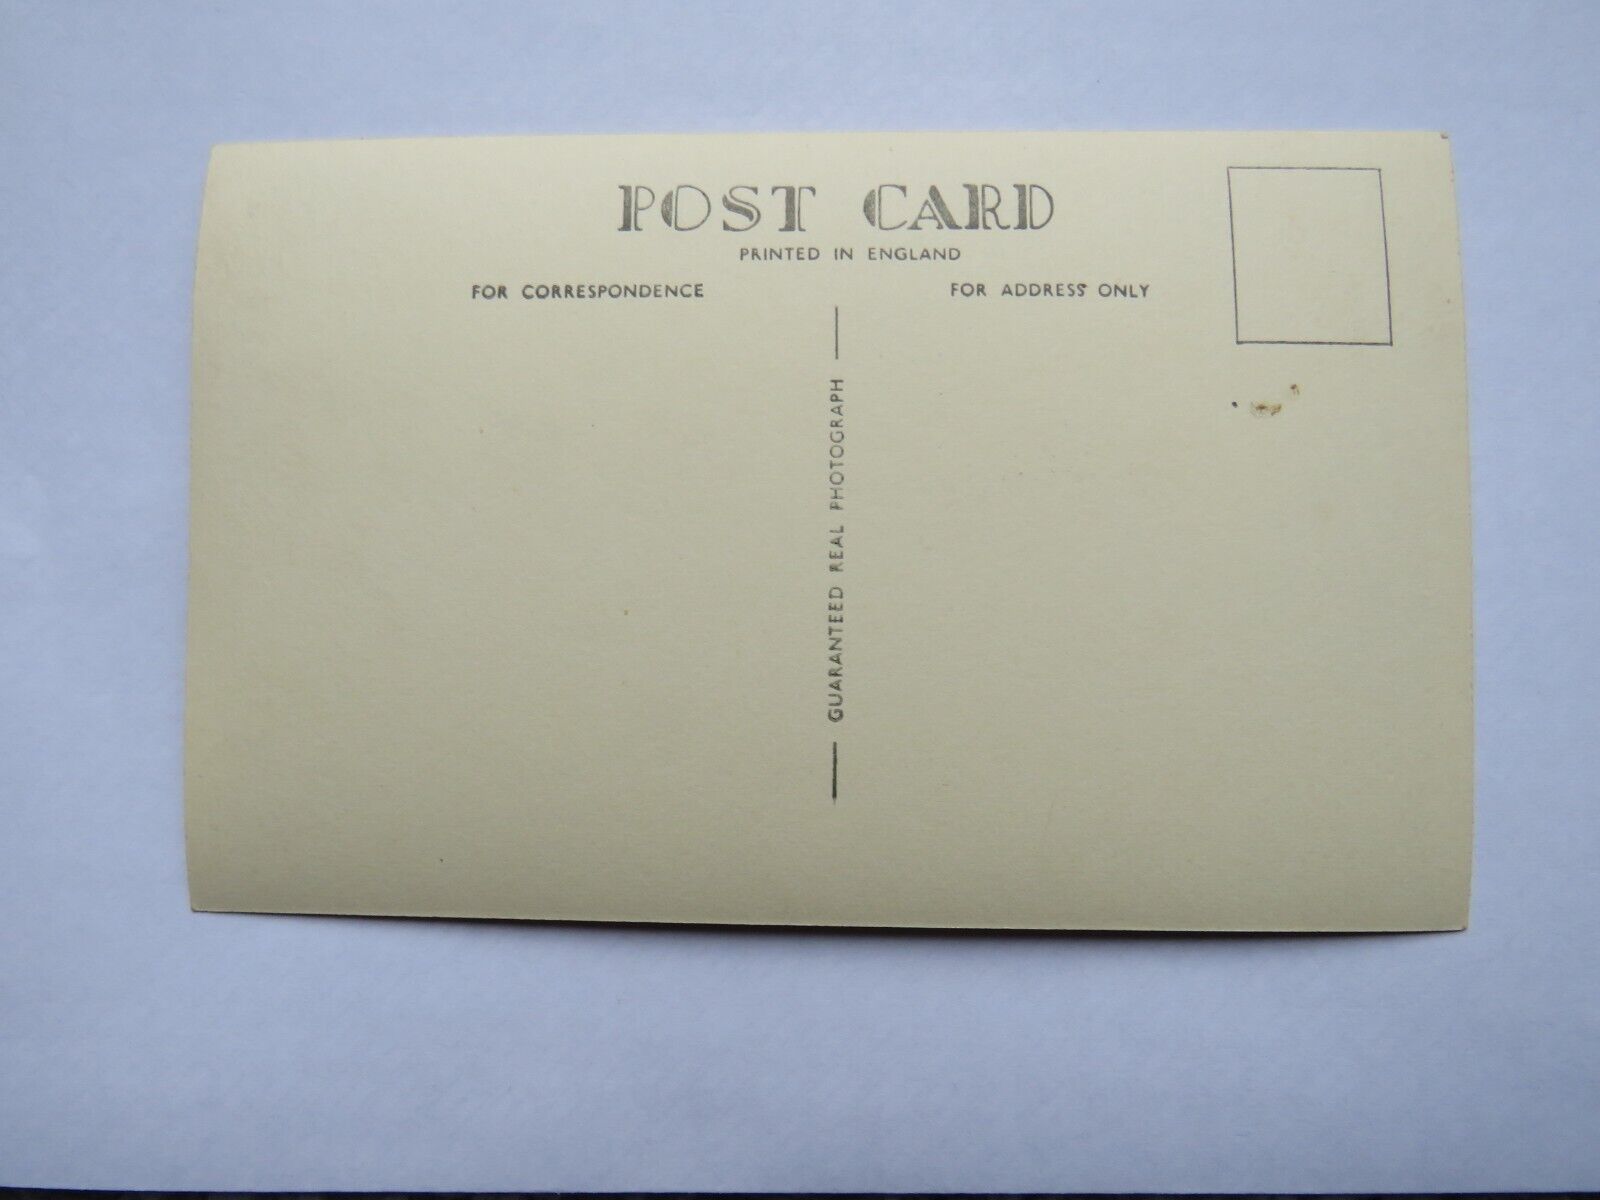 POST CARD
PRINTED IN ENGLAND
FOR CORRESPONDENCE
FOR ADDRESS ONLY
GUARANTEED REAL PHOTOGRAPH